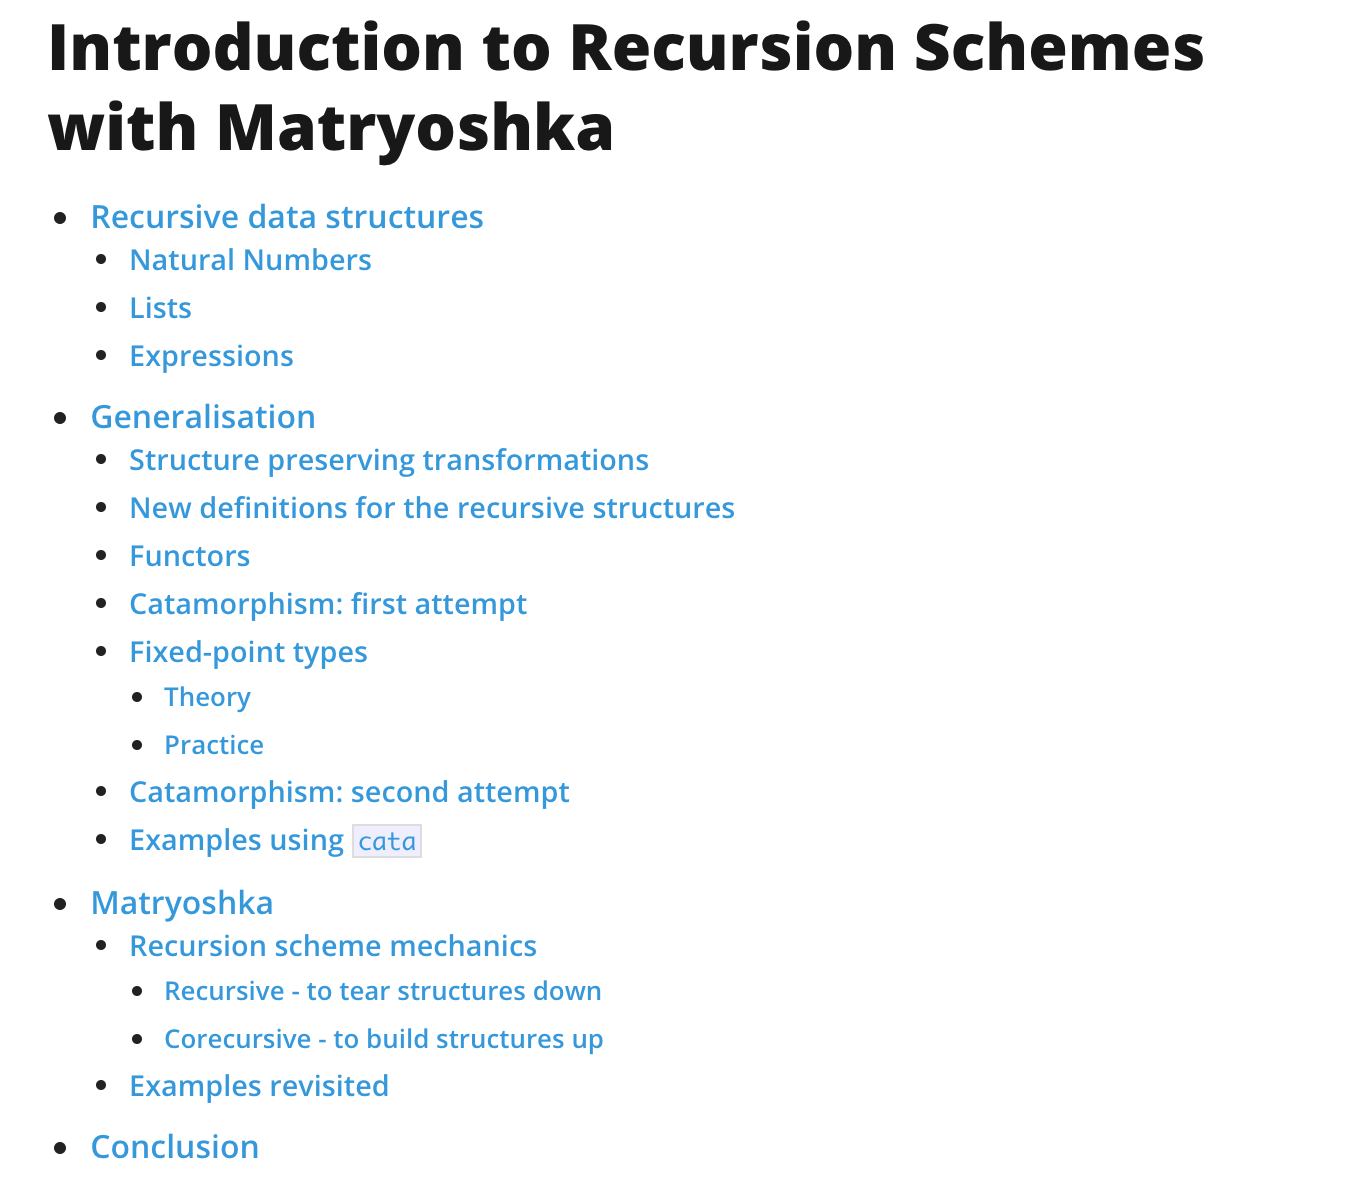 Introduction to Recursion Schemes
with Matryoshka
Recursive data structures
Natural Numbers
Lists
Expressions
Generalisation
Structure preserving transformations
New definitions for the recursive structures
Functors
Catamorphism: first attempt
Fixed-point types
Theory
Practice
Catamorphism: second attempt
Examples using cata
Matryoshka
Recursion scheme mechanics
Recursive - to tear structures down
Corecursive - to build structures up
Examples revisited
Conclusion